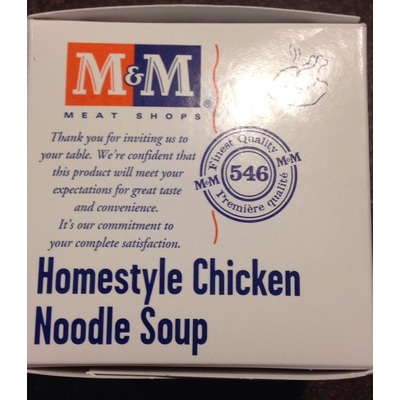 M&M
MEAT SHOPS®
Thank you for inviting us to
your table. We're confident that
this product will meet your
expectations for great taste
and convenience.
It's our commitment to
your complete satisfaction.
Finest Quality
M&M 546 M&M
Première qualité
Homestyle Chicken
Noodle Soup